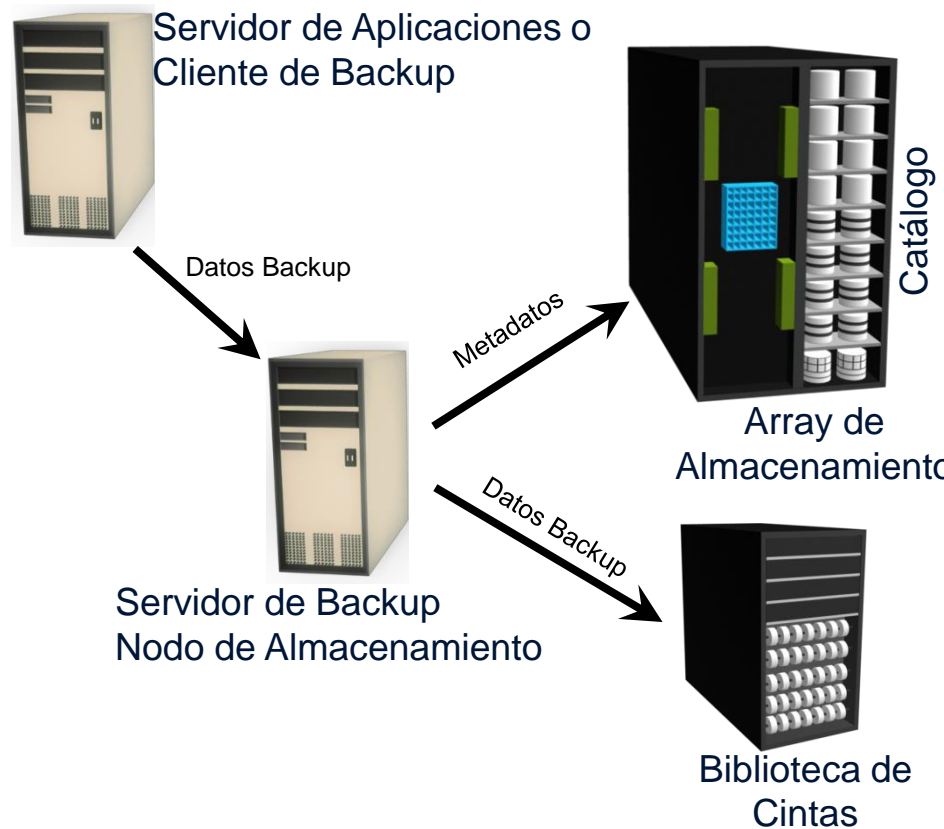 Servidor de Aplicaciones o
Cliente de Backup
Catálogo
Datos Backup
Metadatos
Array de
Almacenamiento
Datos Backup
Servidor de Backup
Nodo de Almacenamiento
Biblioteca de
Cintas